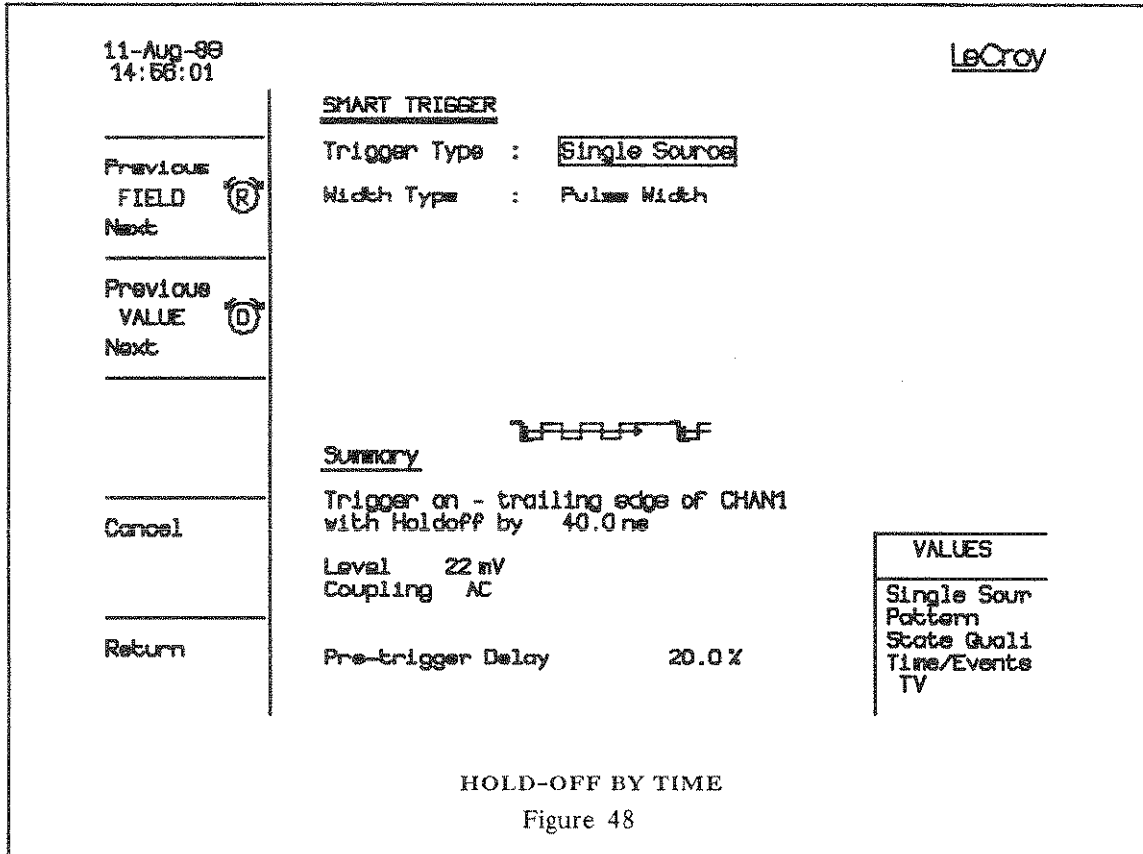 11-Aug-89
14:56:01
LeCroy
SMART TRIGGER
Trigger Type : Single Source
Width Type : Pulse Width
Previous
FIELD R
Next
Previous
VALUE D
Next
Summary
Trigger on - trailing edge of CHAN1
with Holdoff by 40.0 ns
Cancel
Level 22 mV
Coupling AC
Return
Pre-trigger Delay 20.0 %
VALUES
Single Sour
Pattern
State Quali
Time/Events
TV
HOLD-OFF BY TIME
Figure 48